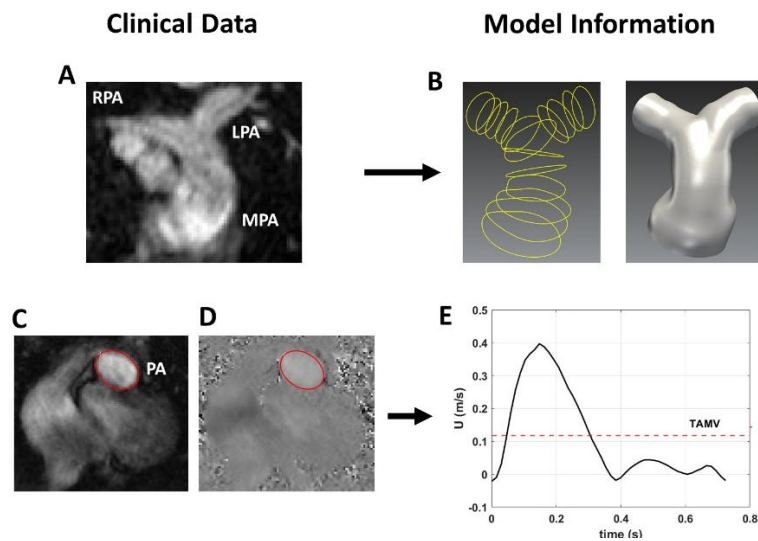 Clinical Data
Model Information
A
RPA
LPA
MPA
B
C
PA
D
E
0.5
0.4
0.3
0.2
0.1
0
-0.1
U (m/s)
TAMV
0
0.2
0.4
0.6
0.8
time (s)